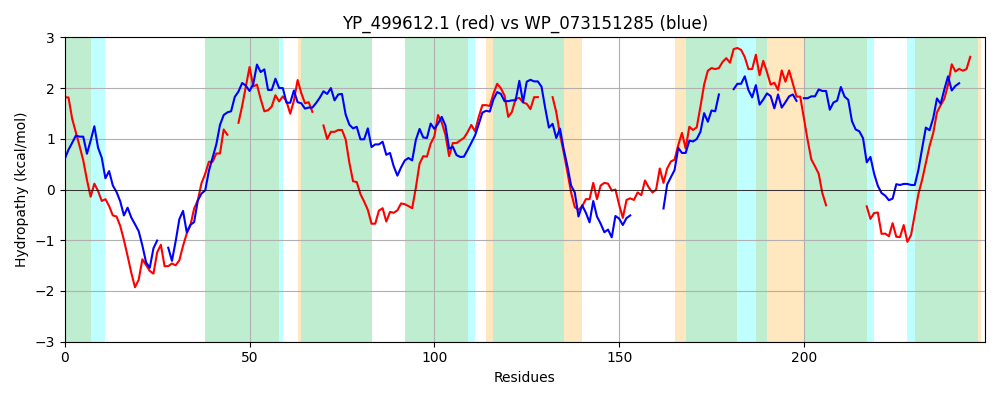 YP_499612.1 (red) vs WP_073151285 (blue)
Hydropathy (kcal/mol)
3
2
1
0
−1
−2
−3
0 50 100 150 200
Residues